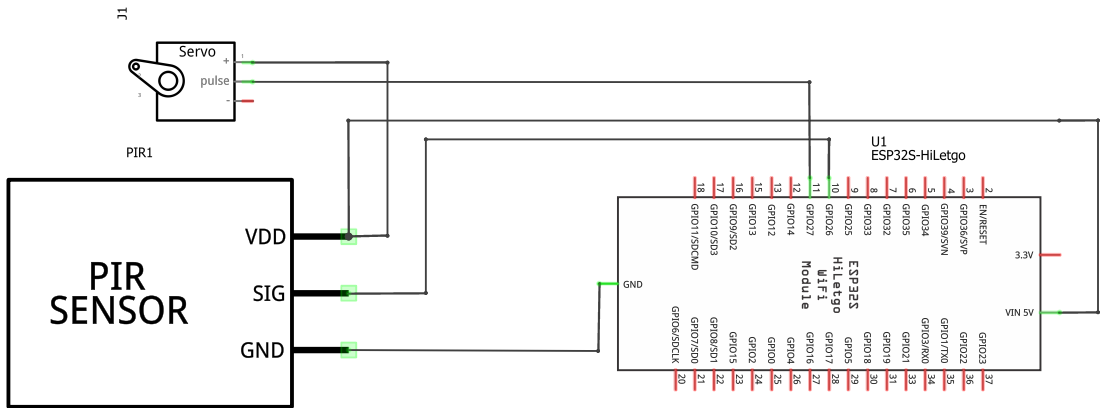 J1
Servo
+
1
pulse
2
3
-
PIR1
U1
ESP32S-HiLetgo
PIR
SENSOR
VDD
SIG
GND
18
17
16
15
13
12
11
10
9
8
7
6
5
4
3
2
GPIO11/SDCMD
GPIO10/SD3
GPIO9/SD2
GPIO13
GPIO12
GPIO14
GPIO27
GPIO26
GPIO25
GPIO33
GPIO32
GPIO35
GPIO34
GPIO39/SVN
GPIO36/SVP
EN/RESET
3.3V
GND
ESP32S
HiLetgo
WiFi
Module
VIN 5V
GPIO6/SDCLK
GPIO7/SD0
GPIO8/SD1
GPIO15
GPIO2
GPIO0
GPIO4
GPIO16
GPIO17
GPIO5
GPIO18
GPIO19
GPIO21
GPIO3/RX0
GPIO1/TX0
GPIO22
GPIO23
20
21
22
23
24
25
26
27
28
29
30
31
33
34
35
36
37